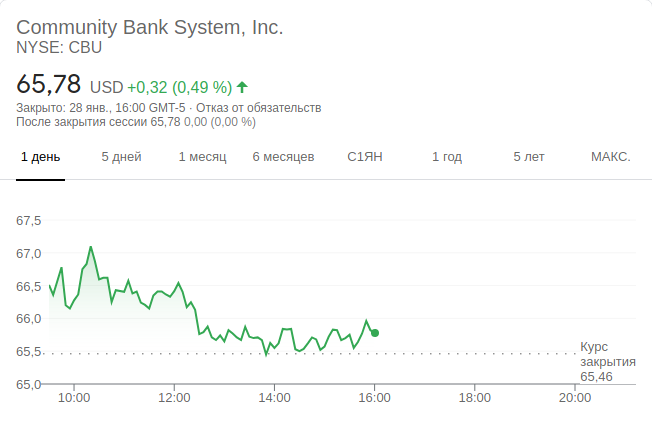 Community Bank System, Inc.
NYSE: CBU
65,78 USD +0,32 (0,49 %)
Закрыто: 28 янв., 16:00 GMT-5 · Отказ от обязательств
После закрытия сессии 65,78 0,00 (0,00 %)
1 день 5 дней 1 месяц 6 месяцев С1ЯН 1 год 5 лет МАКС.
67,5
67,0
66,5
66,0
65,5
65,0
Курс
закрытия
65,46
10:00 12:00 14:00 16:00 18:00 20:00